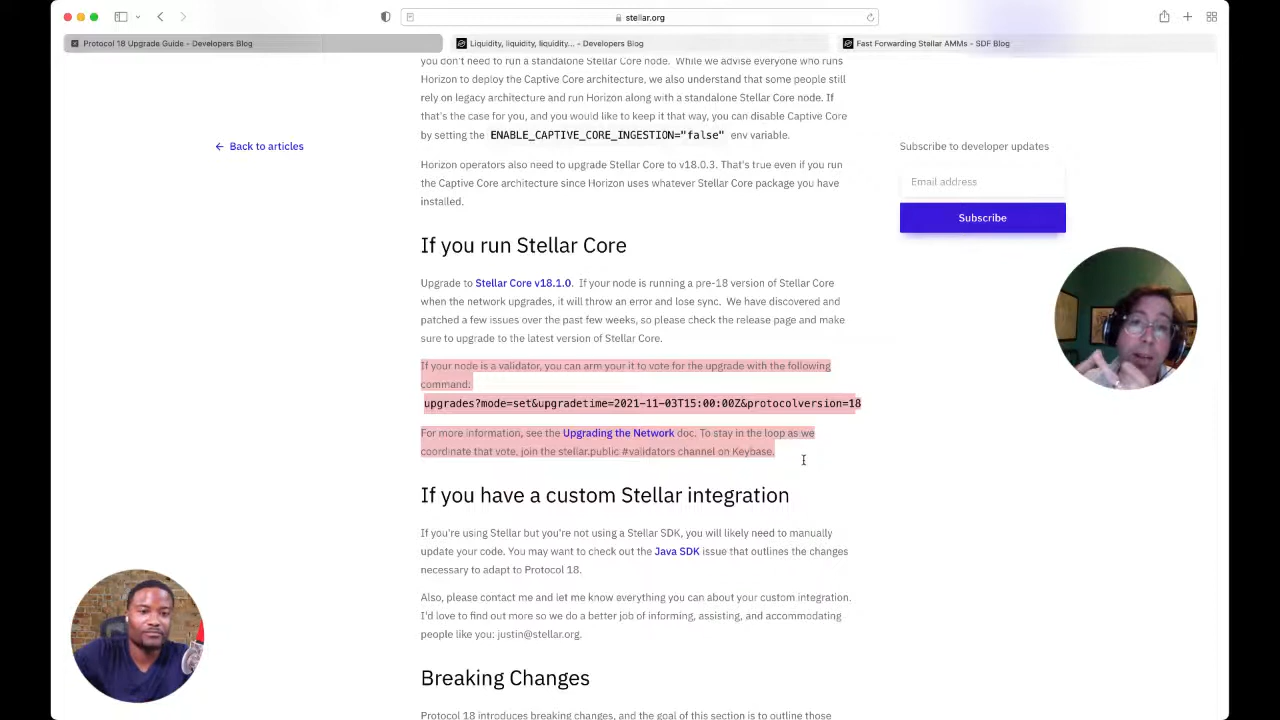 stellar.org
Protocol 18 Upgrade Guide - Developers Blog
Liquidity, liquidity, liquidity... - Developers Blog
Fast Forwarding Stellar AMMs - SDF Blog
you don't need to run a standalone Stellar Core node. While we advise everyone who runs
Horizon to deploy the Captive Core architecture, we also understand that some people still
rely on legacy architecture and run Horizon along with a standalone Stellar Core node. If
that's the case for you, and you would like to keep it that way, you can disable Captive Core
by setting the ENABLE_CAPTIVE_CORE_INGESTION="false" env variable.
Horizon operators also need to upgrade Stellar Core to v18.0.3. That's true even if you run
the Captive Core architecture since Horizon uses whatever Stellar Core package you have
installed.
← Back to articles
Subscribe to developer updates
Email address
Subscribe
If you run Stellar Core
Upgrade to Stellar Core v18.1.0. If your node is running a pre-18 version of Stellar Core
when the network upgrades, it will throw an error and lose sync. We have discovered and
patched a few issues over the past few weeks, so please check the release page and make
sure to upgrade to the latest version of Stellar Core.
If your node is a validator, you can arm your it to vote for the upgrade with the following
command:
upgrades?mode=set&upgradetime=2021-11-03T15:00:00Z&protocolversion=18
For more information, see the Upgrading the Network doc. To stay in the loop as we
coordinate that vote, join the stellar.public #validators channel on Keybase.
If you have a custom Stellar integration
If you're using Stellar but you're not using a Stellar SDK, you will likely need to manually
update your code. You may want to check out the Java SDK issue that outlines the changes
necessary to adapt to Protocol 18.
Also, please contact me and let me know everything you can about your custom integration.
I'd love to find out more so we do a better job of informing, assisting, and accommodating
people like you: justin@stellar.org.
Breaking Changes
Protocol 18 introduces breaking changes, and the goal of this section is to outline those